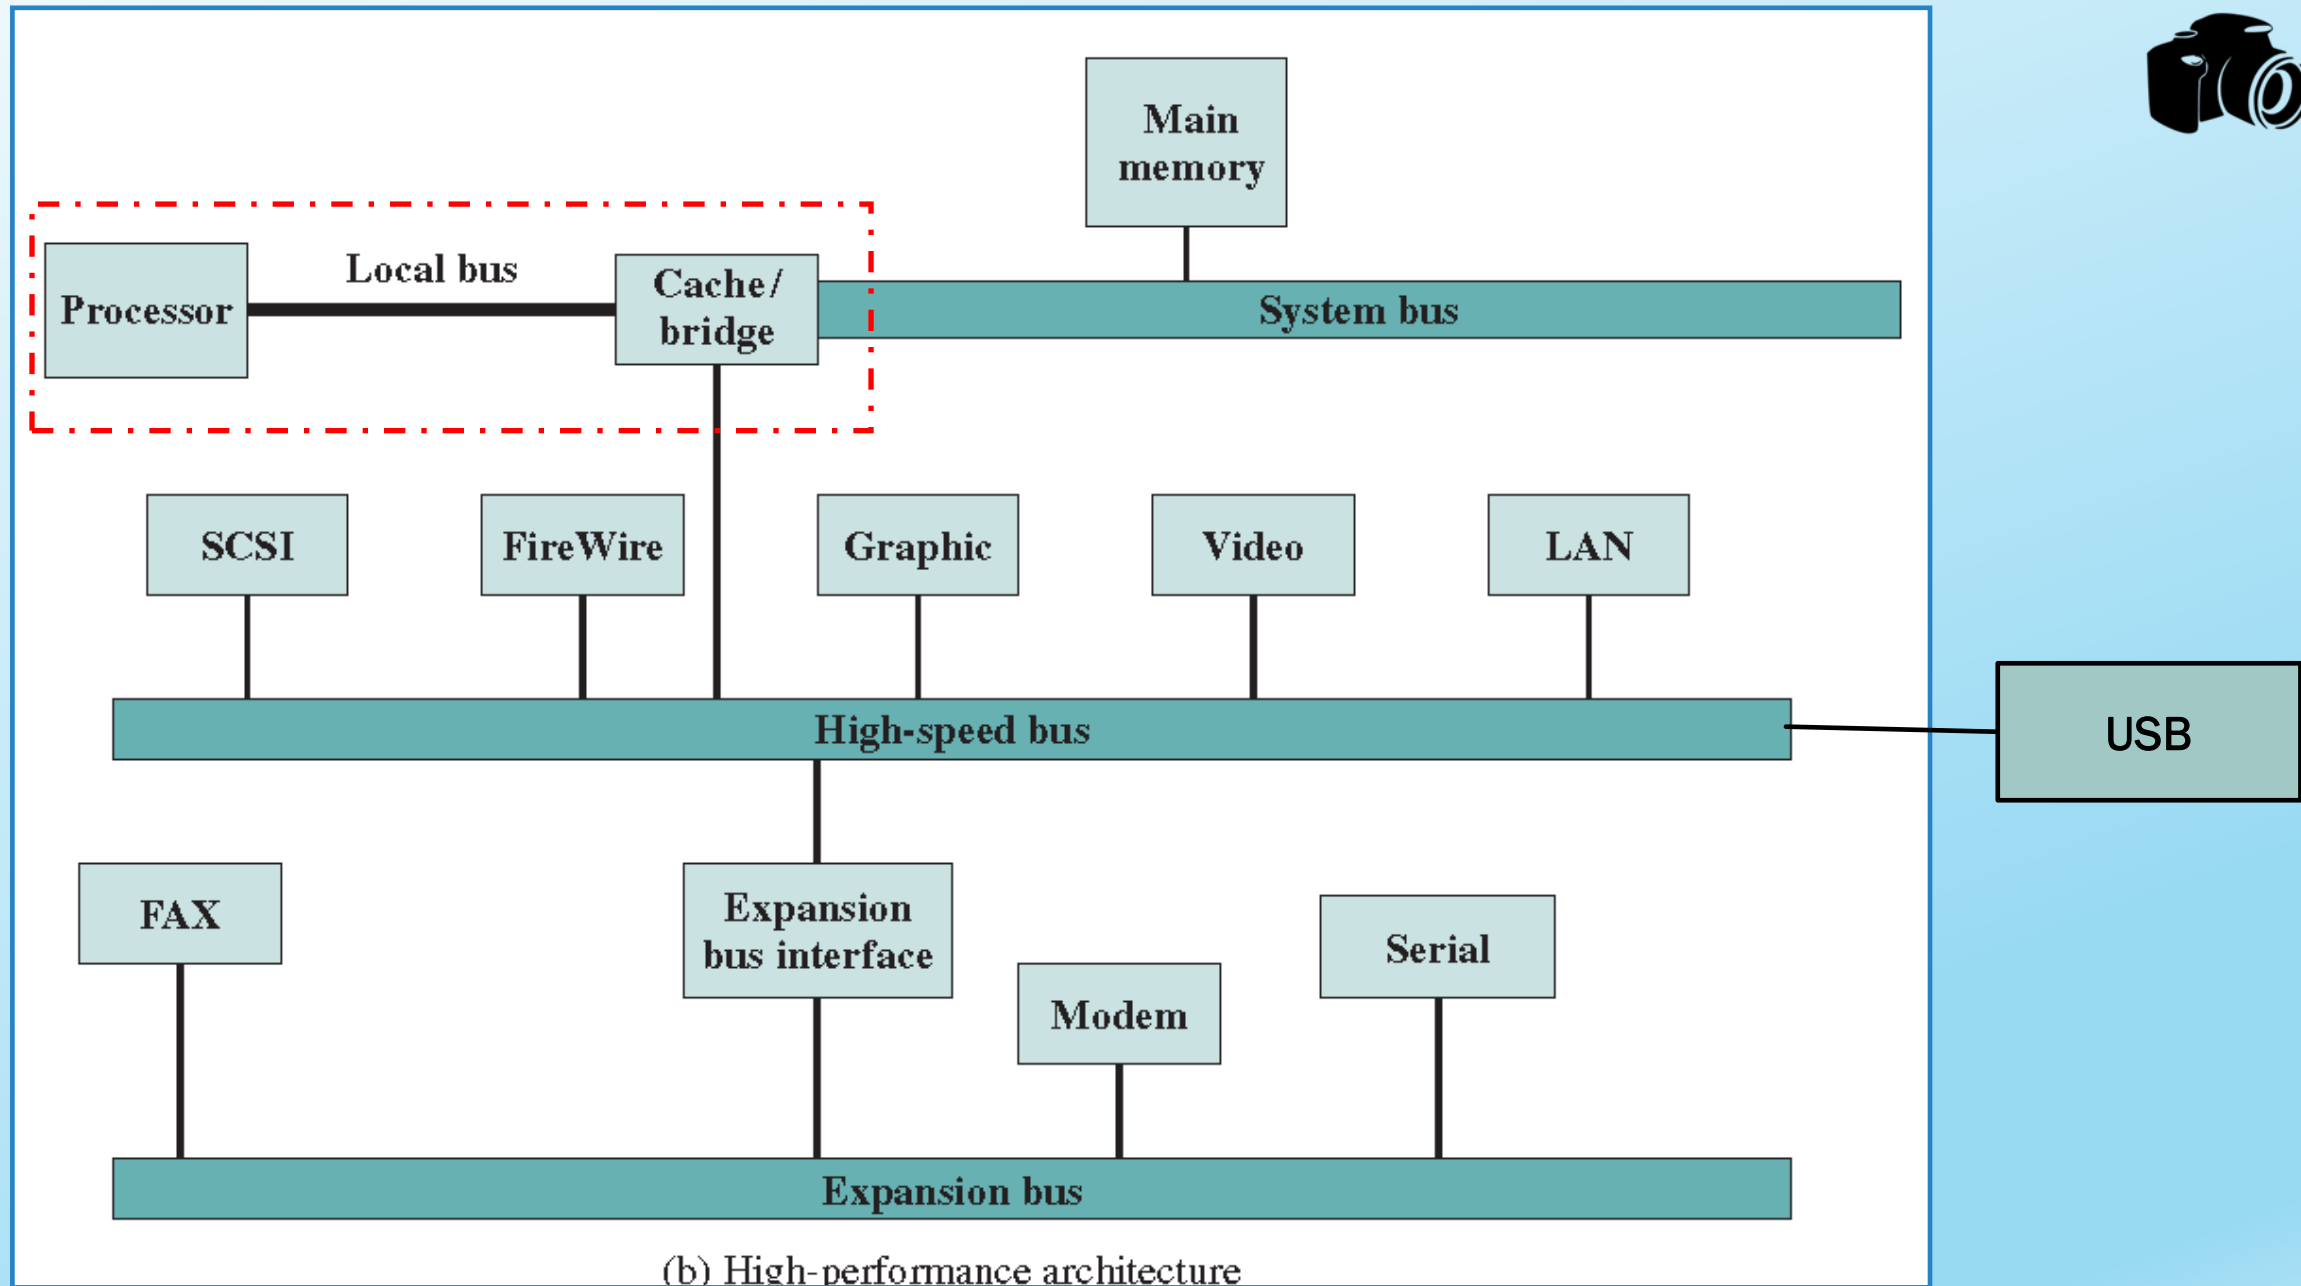 Main
memory
Local bus
Processor
Cache/
bridge
System bus
SCSI
FireWire
Graphic
Video
LAN
High-speed bus
USB
FAX
Expansion
bus interface
Modem
Serial
Expansion bus
(b) High-performance architecture